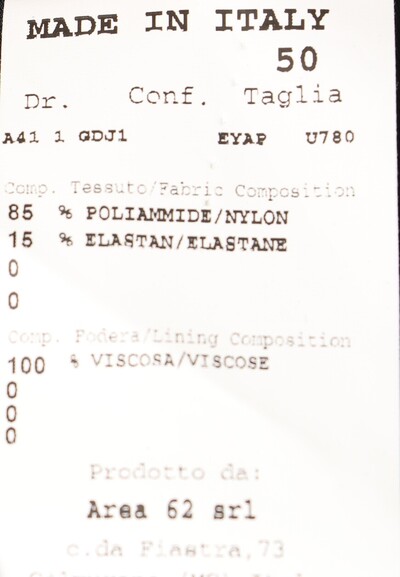 MADE IN ITALY
50
Dr. Conf. Taglia
A41 1 GDJ1 EYAP U780
Comp. Tessuto/Fabric Composition
85 % POLIAMMIDE/NYLON
15 % ELASTAN/ELASTANE
0
0
Comp. Fodera/Lining Composition
100 % VISCOSA/VISCOSE
0
0
0
Prodotto da:
Area 62 srl
c.da Fiastra,73